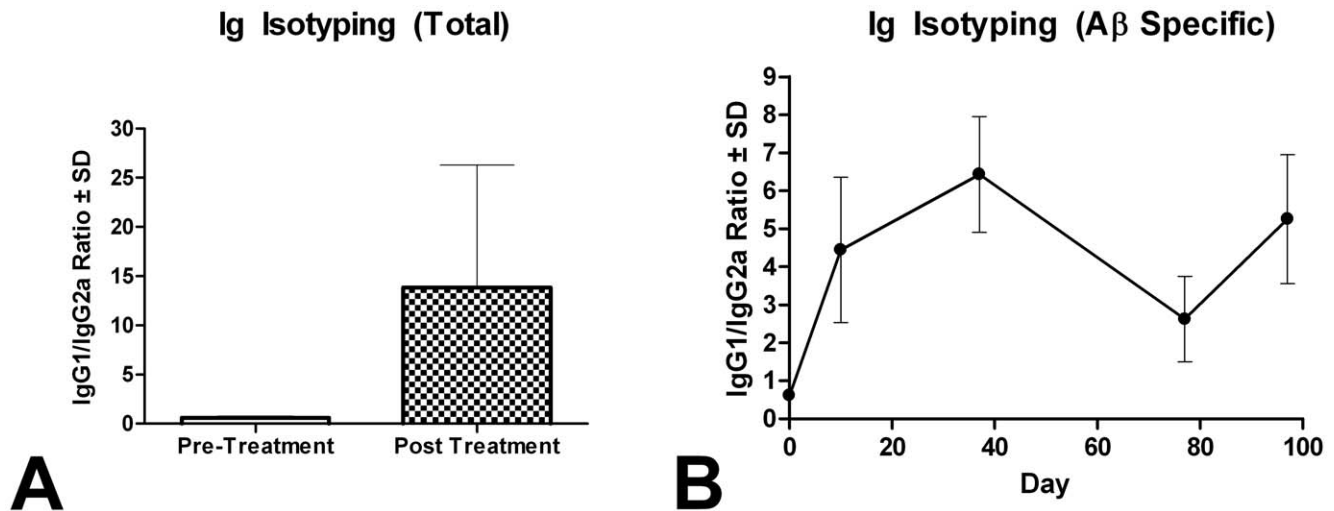 Ig Isotyping (Total)
IgG1/IgG2a Ratio ± SD
30
25
20
15
10
5
0
Pre-Treatment
Post Treatment
A
Ig Isotyping (Aβ Specific)
IgG1/IgG2a Ratio ± SD
9
8
7
6
5
4
3
2
1
0
0 20 40 60 80 100
Day
B